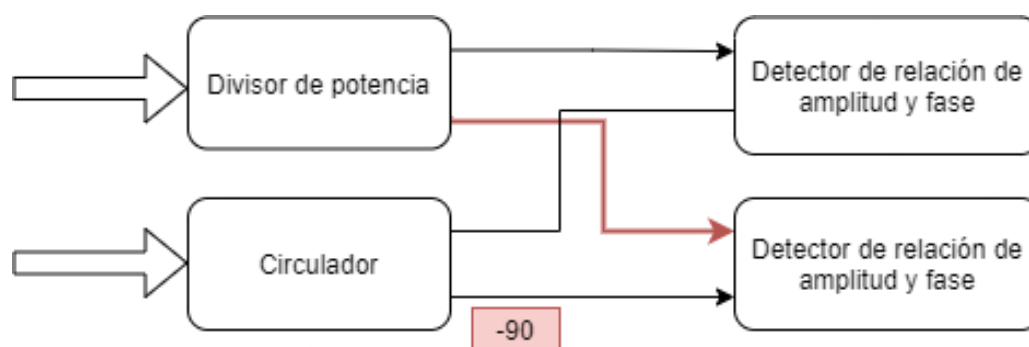 Divisor de potencia
Detector de relación de
amplitud y fase
Circulador
Detector de relación de
amplitud y fase
-90